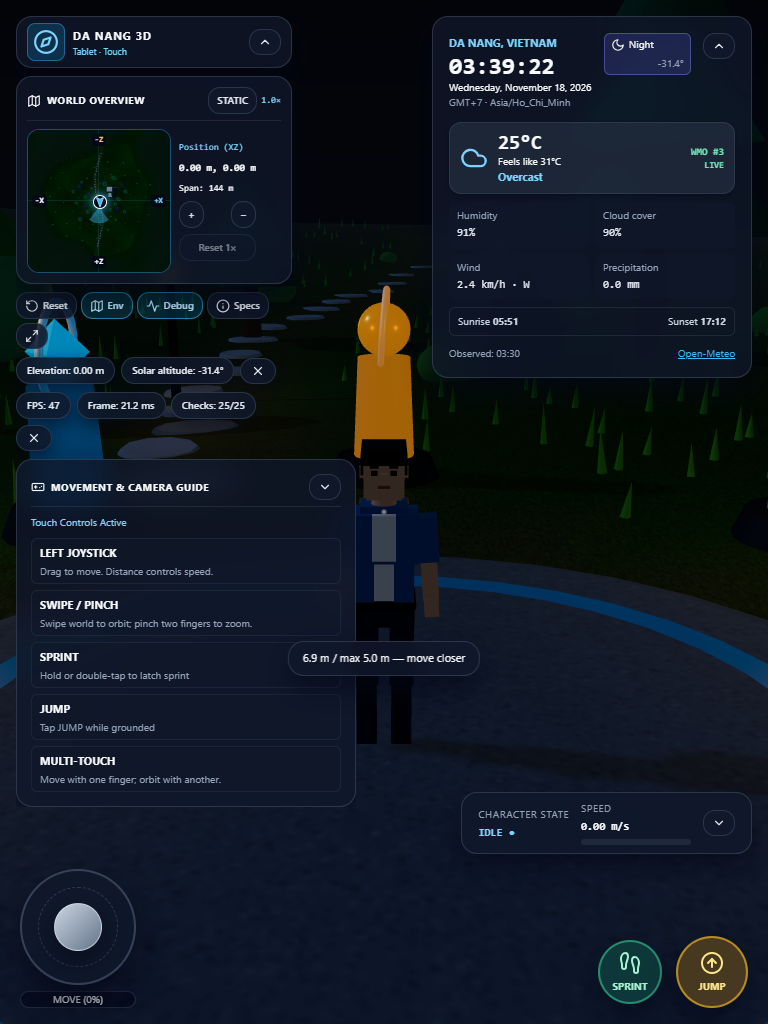 DA NANG 3D
Tablet · Touch
WORLD OVERVIEW
STATIC
1.0×
-Z
-X
+X
+Z
Position (XZ)
0.00 m, 0.00 m
Span: 144 m
+
−
Reset 1×
Reset
Env
Debug
Specs
Elevation: 0.00 m
Solar altitude: -31.4°
FPS: 47
Frame: 21.2 ms
Checks: 25/25
MOVEMENT & CAMERA GUIDE
Touch Controls Active
LEFT JOYSTICK
Drag to move. Distance controls speed.
SWIPE / PINCH
Swipe world to orbit; pinch two fingers to zoom.
SPRINT
Hold or double-tap to latch sprint
JUMP
Tap JUMP while grounded
MULTI-TOUCH
Move with one finger; orbit with another.
DA NANG, VIETNAM
03:39:22
Wednesday, November 18, 2026
GMT+7 · Asia/Ho_Chi_Minh
Night
-31.4°
25°C
Feels like 31°C
Overcast
WMO #3
LIVE
Humidity
91%
Cloud cover
90%
Wind
2.4 km/h · W
Precipitation
0.0 mm
Sunrise 05:51
Sunset 17:12
Observed: 03:30
Open-Meteo
6.9 m / max 5.0 m — move closer
CHARACTER STATE
IDLE
SPEED
0.00 m/s
MOVE (0%)
SPRINT
JUMP